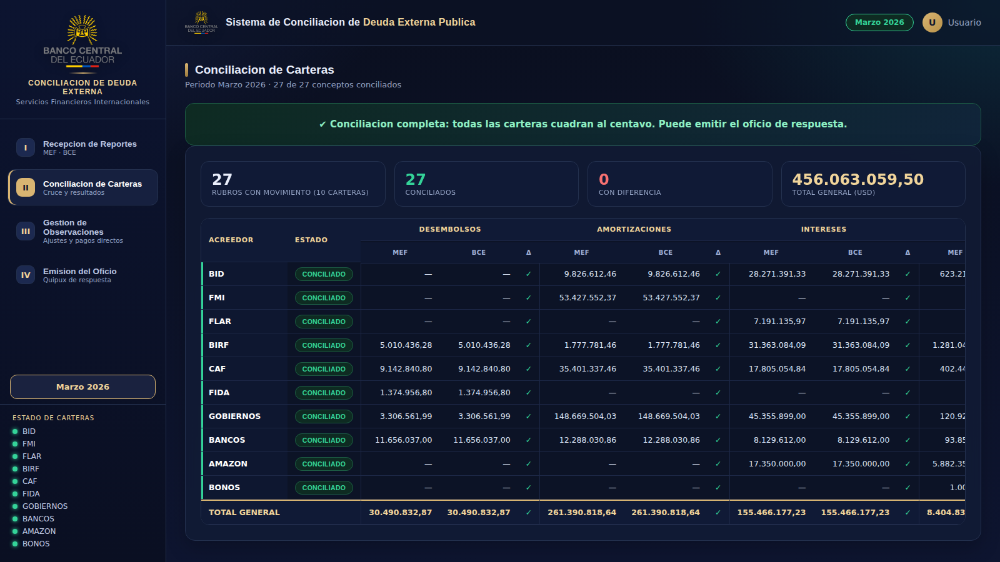 BANCO CENTRAL
DEL ECUADOR
CONCILIACION DE DEUDA
EXTERNA
Servicios Financieros Internacionales
I
Recepcion de Reportes
MEF · BCE
II
Conciliacion de Carteras
Cruce y resultados
III
Gestion de
Observaciones
Ajustes y pagos directos
IV
Emision del Oficio
Quipux de respuesta
Marzo 2026
ESTADO DE CARTERAS
BID
FMI
FLAR
BIRF
CAF
FIDA
GOBIERNOS
BANCOS
AMAZON
BONOS
BANCO CENTRAL
DEL ECUADOR
Sistema de Conciliacion de Deuda Externa Publica
Marzo 2026
U Usuario
Conciliacion de Carteras
Periodo Marzo 2026 · 27 de 27 conceptos conciliados
✔ Conciliacion completa: todas las carteras cuadran al centavo. Puede emitir el oficio de respuesta.
27
RUBROS CON MOVIMIENTO (10 CARTERAS)
27
CONCILIADOS
0
CON DIFERENCIA
456.063.059,50
TOTAL GENERAL (USD)
ACREEDOR ESTADO DESEMBOLSOS AMORTIZACIONES INTERESES
MEF BCE Δ MEF BCE Δ MEF BCE Δ MEF
BID CONCILIADO — — ✓ 9.826.612,46 9.826.612,46 ✓ 28.271.391,33 28.271.391,33 ✓ 623.21
FMI CONCILIADO — — ✓ 53.427.552,37 53.427.552,37 ✓ — — ✓
FLAR CONCILIADO — — ✓ — — ✓ 7.191.135,97 7.191.135,97 ✓
BIRF CONCILIADO 5.010.436,28 5.010.436,28 ✓ 1.777.781,46 1.777.781,46 ✓ 31.363.084,09 31.363.084,09 ✓ 1.281.04
CAF CONCILIADO 9.142.840,80 9.142.840,80 ✓ 35.401.337,46 35.401.337,46 ✓ 17.805.054,84 17.805.054,84 ✓ 402.44
FIDA CONCILIADO 1.374.956,80 1.374.956,80 ✓ — — ✓ — — ✓
GOBIERNOS CONCILIADO 3.306.561,99 3.306.561,99 ✓ 148.669.504,03 148.669.504,03 ✓ 45.355.899,00 45.355.899,00 ✓ 120.92
BANCOS CONCILIADO 11.656.037,00 11.656.037,00 ✓ 12.288.030,86 12.288.030,86 ✓ 8.129.612,00 8.129.612,00 ✓ 93.85
AMAZON CONCILIADO — — ✓ — — ✓ 17.350.000,00 17.350.000,00 ✓ 5.882.35
BONOS CONCILIADO — — ✓ — — ✓ — — ✓ 1.00
TOTAL GENERAL 30.490.832,87 30.490.832,87 ✓ 261.390.818,64 261.390.818,64 ✓ 155.466.177,23 155.466.177,23 ✓ 8.404.83